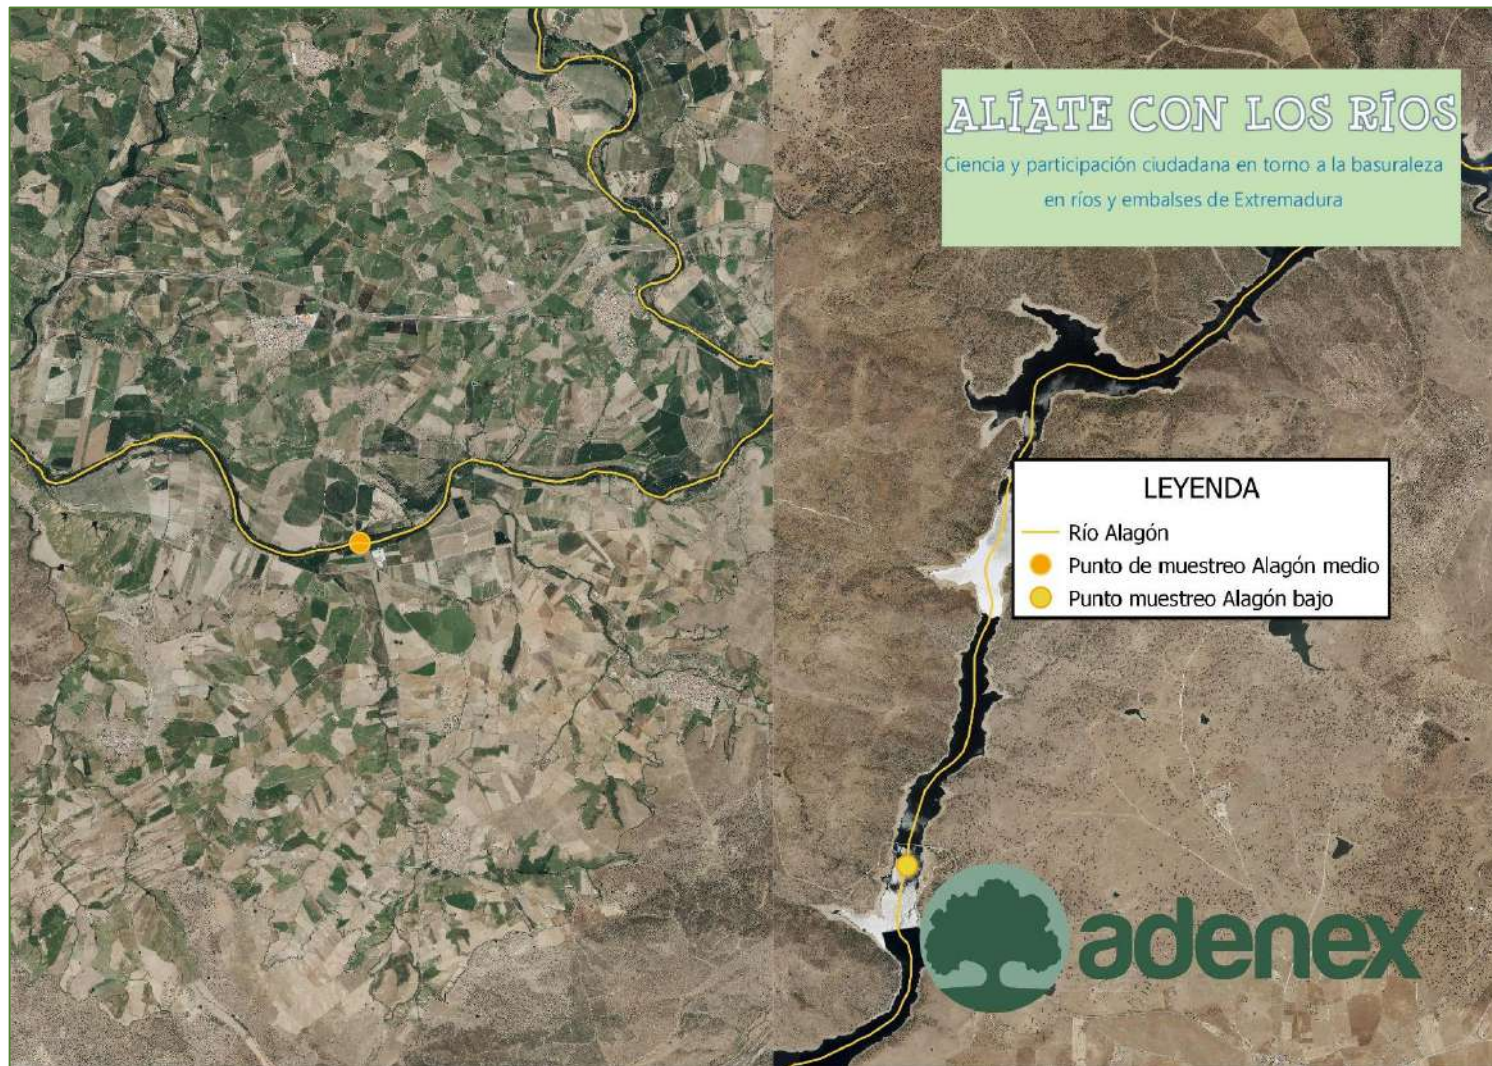 ALÍATE CON LOS RÍOS
Ciencia y participación ciudadana en torno a la basuraleza
en ríos y embalses de Extremadura
LEYENDA
Río Alagón
Punto de muestreo Alagón medio
Punto muestreo Alagón bajo
adenex